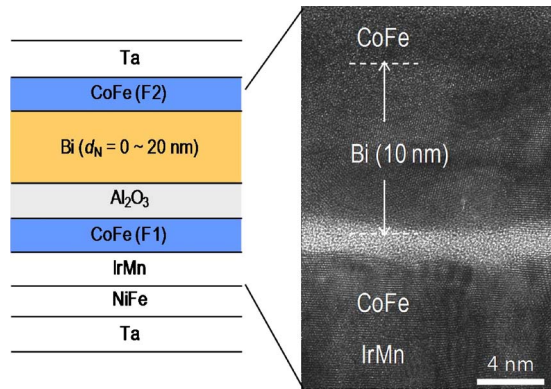 Ta
CoFe (F2)
Bi (d_N = 0 ~ 20 nm)
Al₂O₃
CoFe (F1)
IrMn
NiFe
Ta
CoFe
Bi (10 nm)
CoFe
IrMn
4 nm